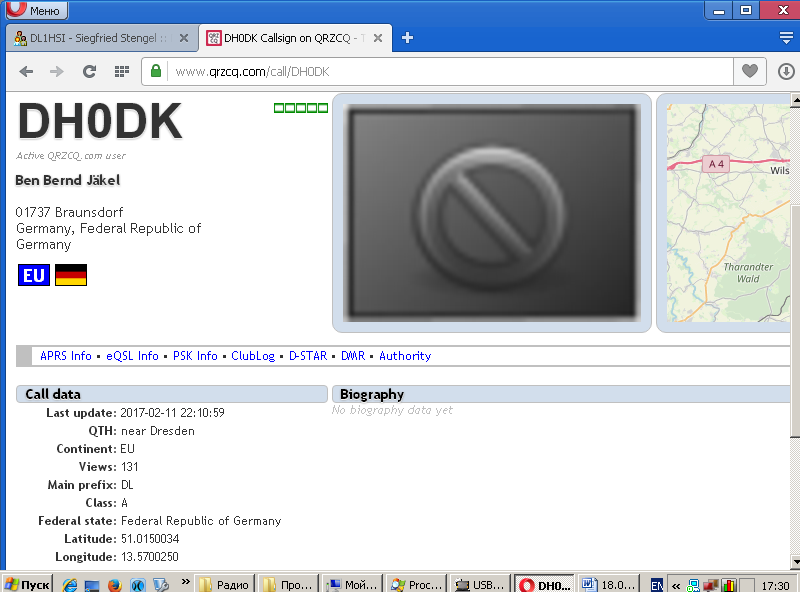 Меню
DL1HSI - Siegfried Stengel ::
DH0DK Callsign on QRZCQ - T
www.qrzcq.com/call/DH0DK
DH0DK
Active QRZCQ.com user
Ben Bernd Jäkel
01737 Braunsdorf
Germany, Federal Republic of
Germany
EU
A 4
Wils
Tharandter
Wald
APRS Info • eQSL Info • PSK Info • ClubLog • D-STAR • DMR • Authority
Call data
Last update: 2017-02-11 22:10:59
QTH: near Dresden
Continent: EU
Views: 131
Main prefix: DL
Class: A
Federal state: Federal Republic of Germany
Latitude: 51.0150034
Longitude: 13.5700250
Biography
No biography data yet
Пуск
»
Радио
Про...
Мой...
Proc...
USB...
DH0...
18.0...
EN
«
17:30